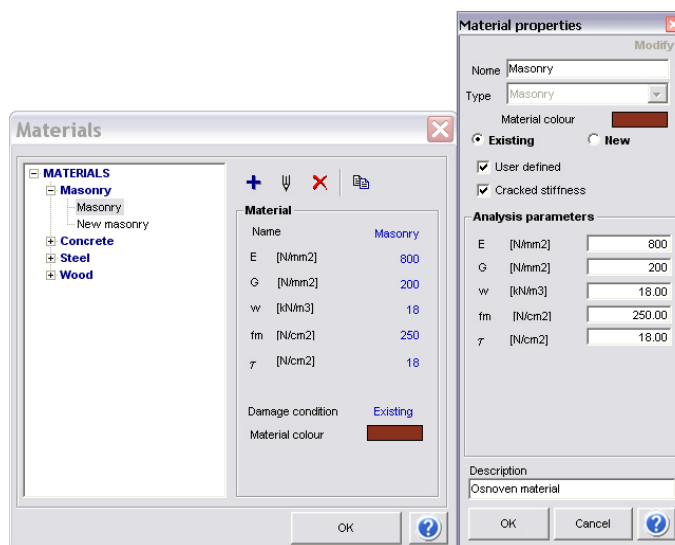 Materials
MATERIALS
Masonry
Masonry
New masonry
Concrete
Steel
Wood
Material
Name Masonry
E [N/mm2] 800
G [N/mm2] 200
w [kN/m3] 18
fm [N/cm2] 250
τ [N/cm2] 18
Damage condition Existing
Material colour
OK
Material properties
Modify
Nome Masonry
Type Masonry
Material colour
Existing New
User defined
Cracked stiffness
Analysis parameters
E [N/mm2] 800
G [N/mm2] 200
w [kN/m3] 18.00
fm [N/cm2] 250.00
τ [N/cm2] 18.00
Description
Osnoven material
OK Cancel